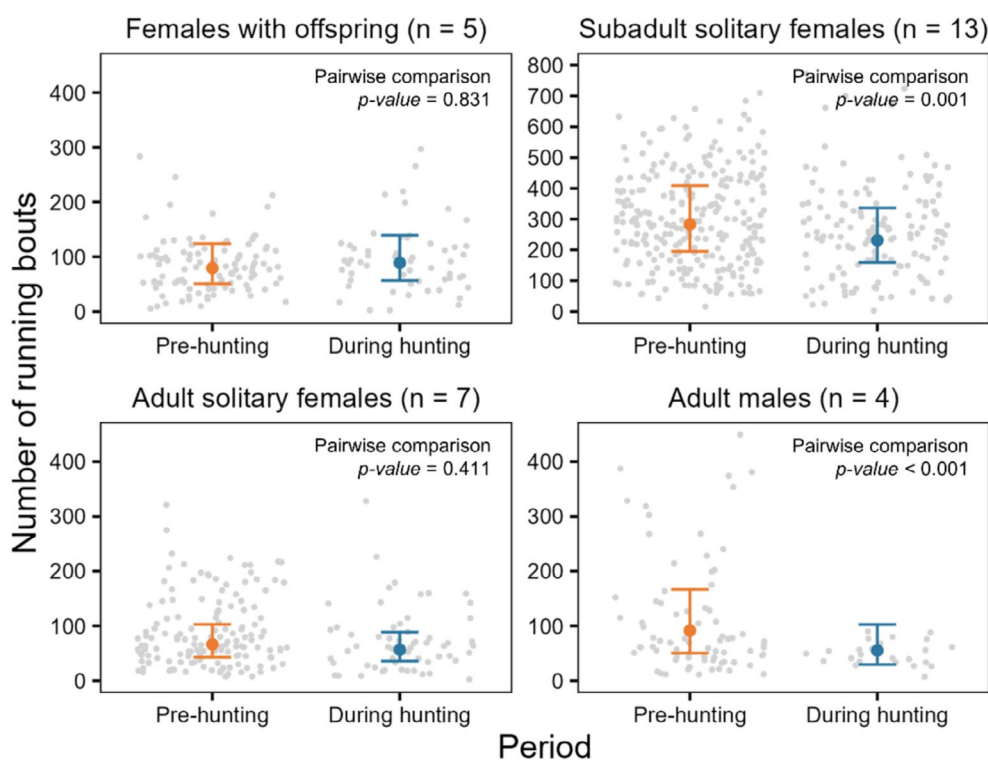 Females with offspring (n = 5)
Pairwise comparison
p-value = 0.831
400
300
200
100
0
Pre-hunting
During hunting
Subadult solitary females (n = 13)
Pairwise comparison
p-value = 0.001
800
700
600
500
400
300
200
100
0
Pre-hunting
During hunting
Adult solitary females (n = 7)
Pairwise comparison
p-value = 0.411
400
300
200
100
0
Pre-hunting
During hunting
Adult males (n = 4)
Pairwise comparison
p-value < 0.001
400
300
200
100
0
Pre-hunting
During hunting
Number of running bouts
Period